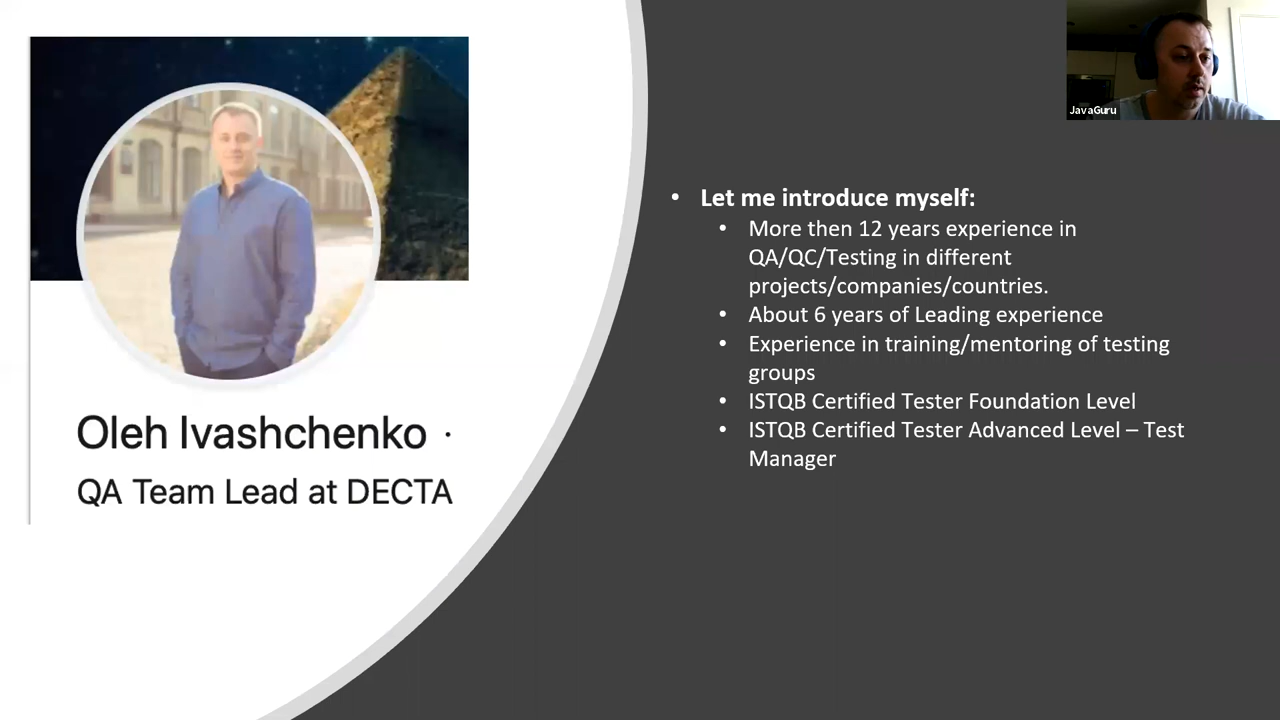 JavaGuru
• Let me introduce myself:
• More then 12 years experience in
QA/QC/Testing in different
projects/companies/countries.
• About 6 years of Leading experience
• Experience in training/mentoring of testing
groups
• ISTQB Certified Tester Foundation Level
• ISTQB Certified Tester Advanced Level – Test
Manager
Oleh Ivashchenko ·
QA Team Lead at DECTA